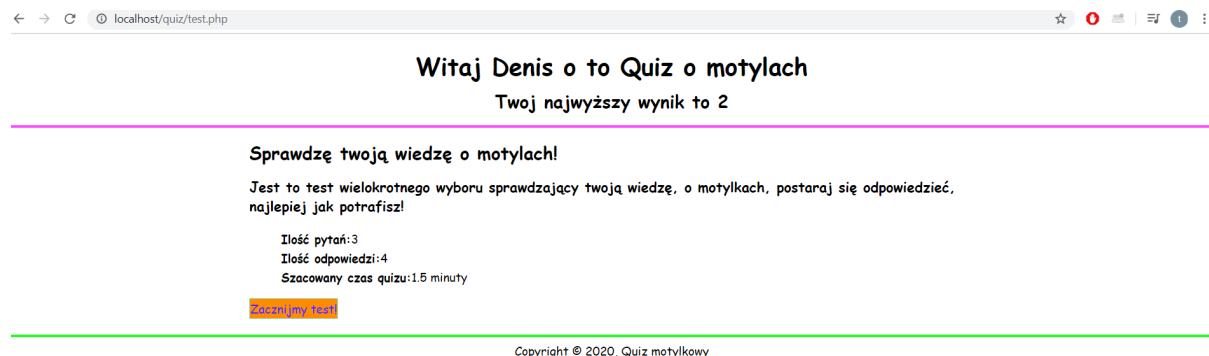 localhost/quiz/test.php
t
Witaj Denis o to Quiz o motylach
Twoj najwyższy wynik to 2
Sprawdzę twoją wiedzę o motylach!
Jest to test wielokrotnego wyboru sprawdzający twoją wiedzę, o motylkach, postaraj się odpowiedzieć,
najlepiej jak potrafisz!
Ilość pytań:3
Ilość odpowiedzi:4
Szacowany czas quizu:1.5 minuty
Zacznijmy test!
Copyright © 2020, Quiz motylkowy